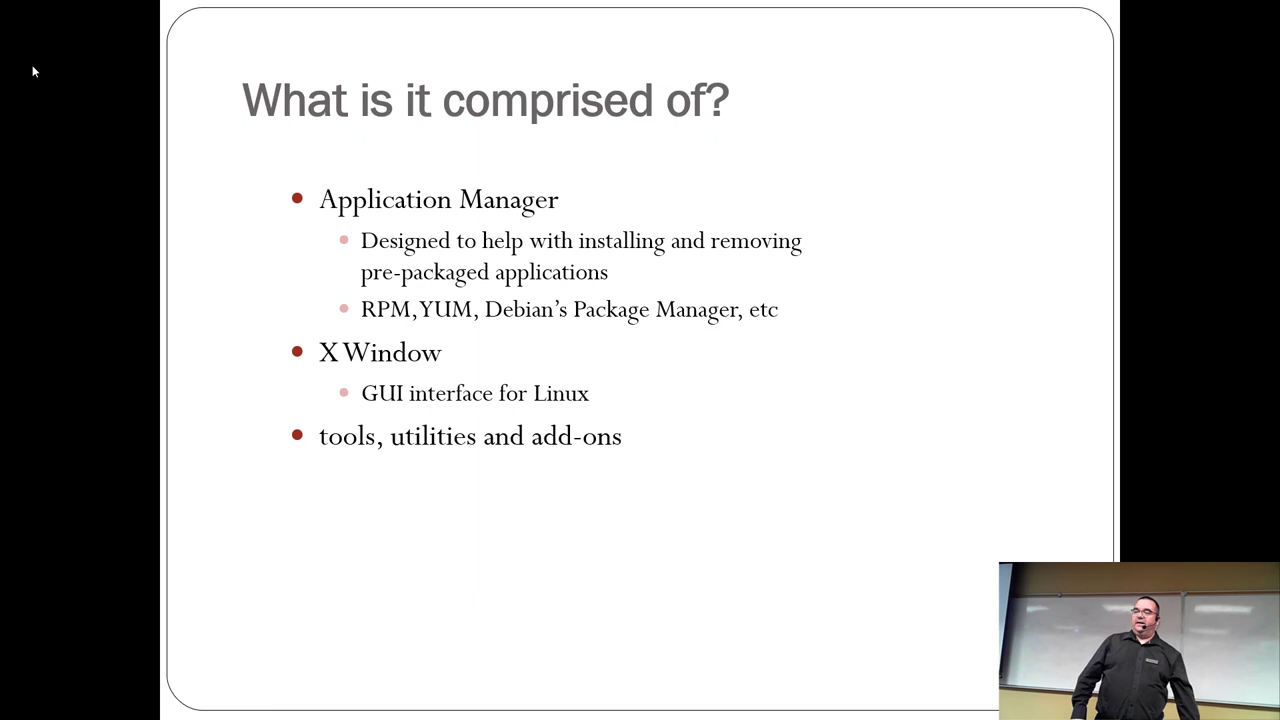 What is it comprised of?
Application Manager
Designed to help with installing and removing
pre-packaged applications
RPM, YUM, Debian’s Package Manager, etc
X Window
GUI interface for Linux
tools, utilities and add-ons